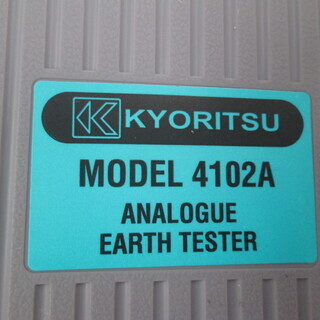 KYORITSU
MODEL 4102A
ANALOGUE
EARTH TESTER